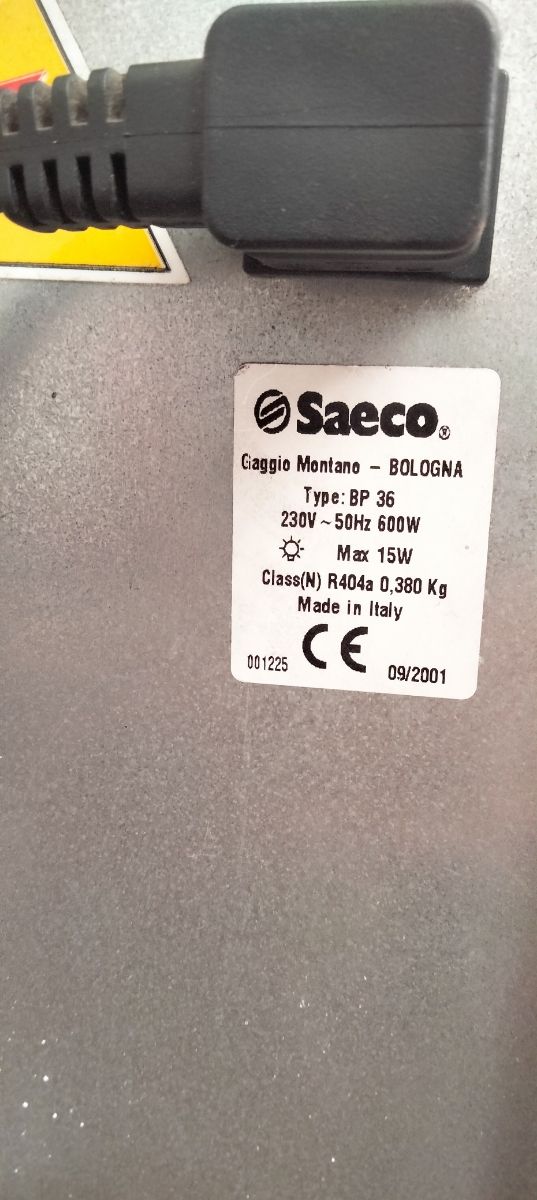 Saeco®
Gaggio Montano – BOLOGNA
Type: BP 36
230V ~ 50Hz 600W
Max 15W
Class(N) R404a 0,380 Kg
Made in Italy
CE
001225
09/2001